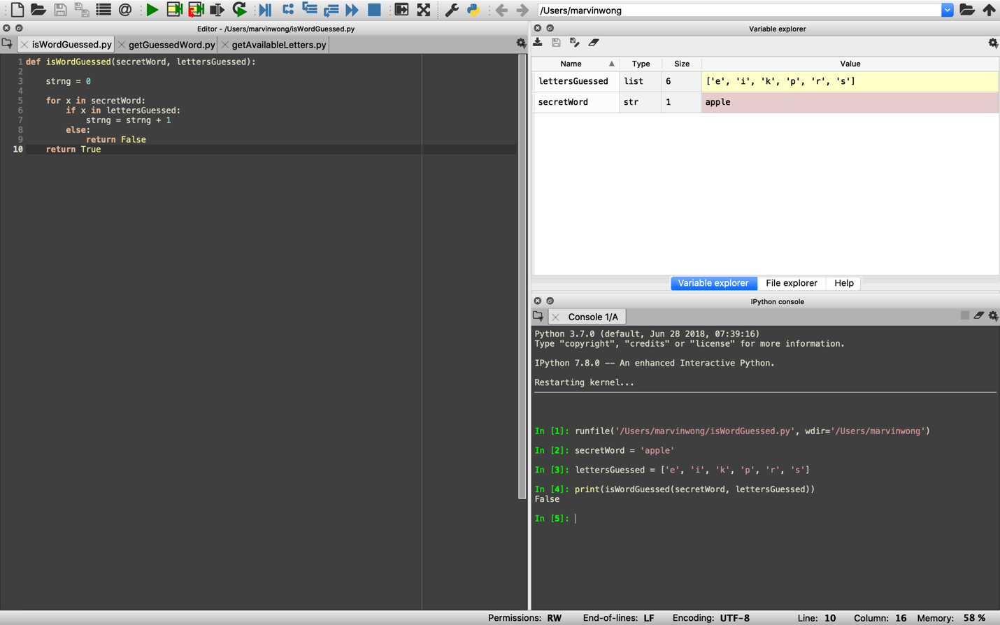 /Users/marvinwong
Editor - /Users/marvinwong/isWordGuessed.py
isWordGuessed.py
getGuessedWord.py
getAvailableLetters.py
1 def isWordGuessed(secretWord, lettersGuessed):
2
3     strng = 0
4
5     for x in secretWord:
6         if x in lettersGuessed:
7             strng = strng + 1
8         else:
9             return False
10     return True
Variable explorer
Name Type Size Value
lettersGuessed list 6 ['e', 'i', 'k', 'p', 'r', 's']
secretWord str 1 apple
Variable explorer File explorer Help
IPython console
Console 1/A
Python 3.7.0 (default, Jun 28 2018, 07:39:16)
Type "copyright", "credits" or "license" for more information.
IPython 7.8.0 -- An enhanced Interactive Python.
Restarting kernel...
In [1]: runfile('/Users/marvinwong/isWordGuessed.py', wdir='/Users/marvinwong')
In [2]: secretWord = 'apple'
In [3]: lettersGuessed = ['e', 'i', 'k', 'p', 'r', 's']
In [4]: print(isWordGuessed(secretWord, lettersGuessed))
False
In [5]:
Permissions: RW End-of-lines: LF Encoding: UTF-8 Line: 10 Column: 16 Memory: 58 %